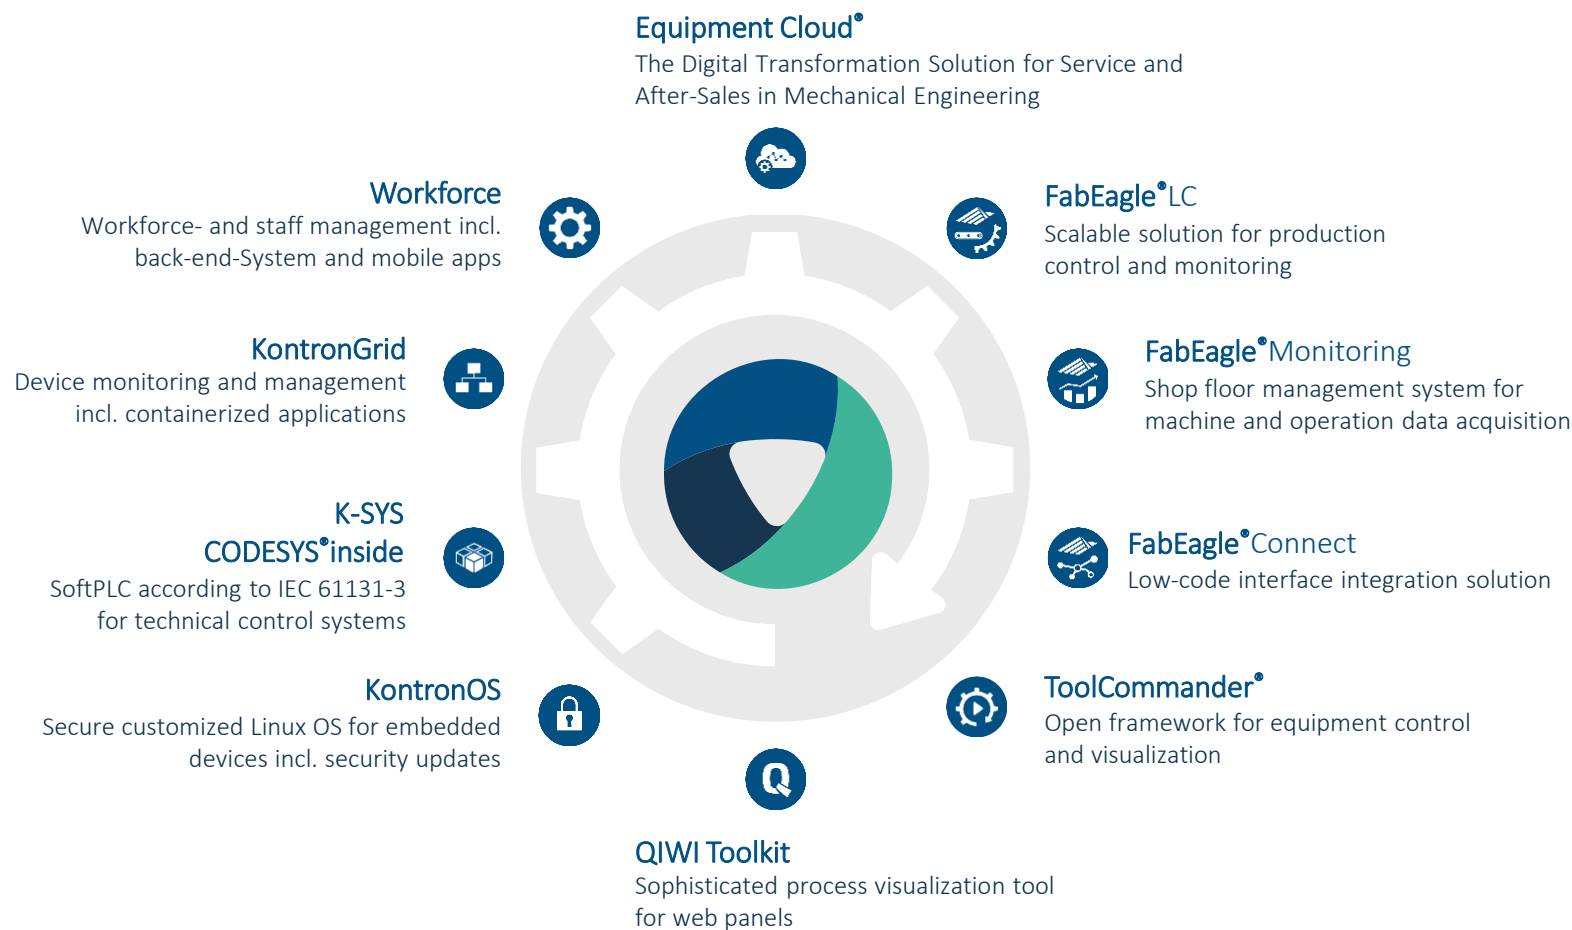 Equipment Cloud®
The Digital Transformation Solution for Service and
After-Sales in Mechanical Engineering
Workforce
Workforce- and staff management incl.
back-end-System and mobile apps
FabEagle®LC
Scalable solution for production
control and monitoring
KontronGrid
Device monitoring and management
incl. containerized applications
FabEagle®Monitoring
Shop floor management system for
machine and operation data acquisition
K-SYS
CODESYS®inside
SoftPLC according to IEC 61131-3
for technical control systems
FabEagle®Connect
Low-code interface integration solution
KontronOS
Secure customized Linux OS for embedded
devices incl. security updates
ToolCommander®
Open framework for equipment control
and visualization
Q
QIWI Toolkit
Sophisticated process visualization tool
for web panels